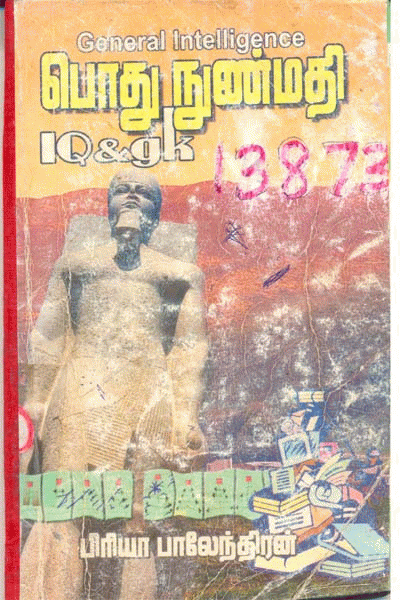 General Intelligence
பொது நுண்மதி
IQ&gk
13873
பிரியா பாலேந்திரன்